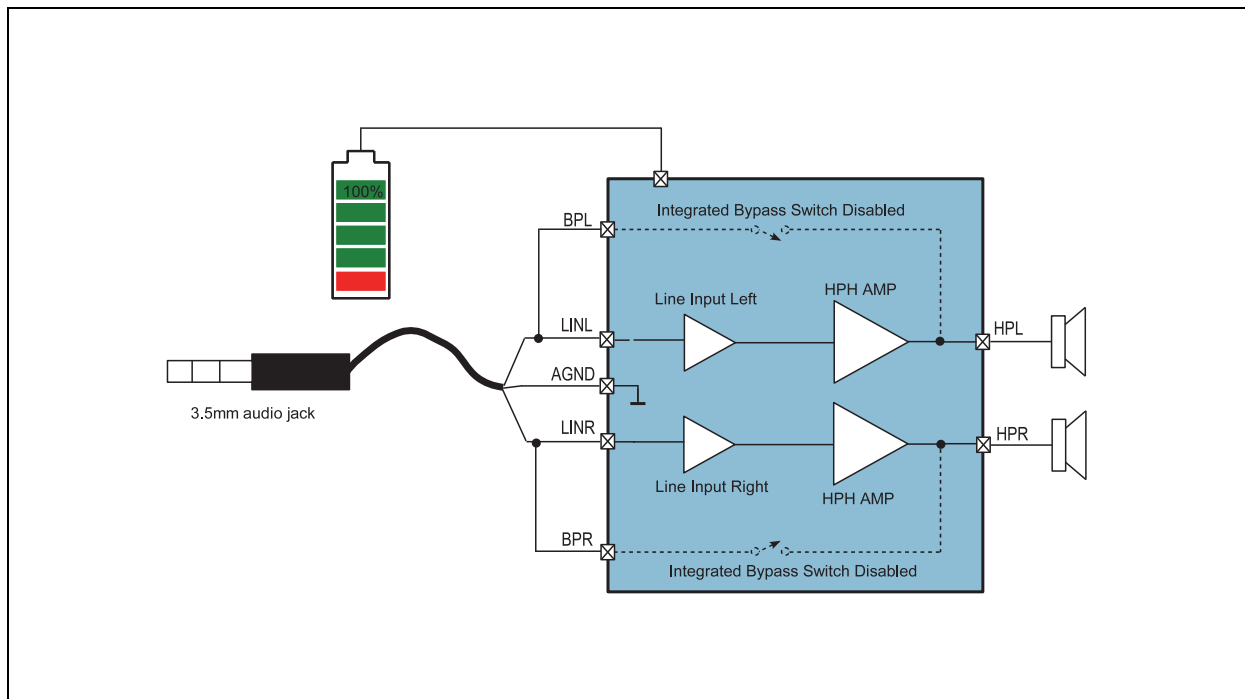 100%
Integrated Bypass Switch Disabled
BPL
Line Input Left
HPH AMP
LINL
HPL
AGND
3.5mm audio jack
LINR
HPR
Line Input Right
HPH AMP
BPR
Integrated Bypass Switch Disabled